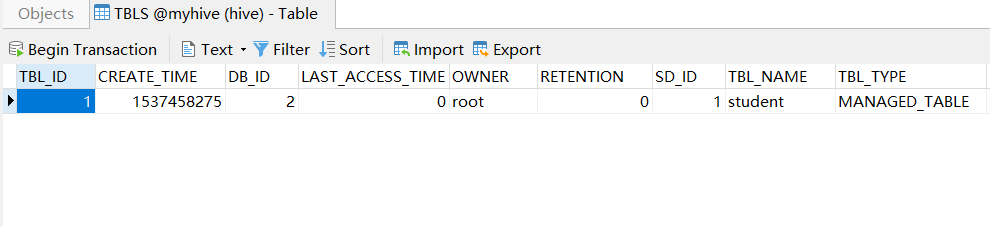 Objects TBLS @myhive (hive) - Table
Begin Transaction Text Filter Sort Import Export
TBL_ID CREATE_TIME DB_ID LAST_ACCESS_TIME OWNER RETENTION SD_ID TBL_NAME TBL_TYPE
1 1537458275 2 0 root 0 1 student MANAGED_TABLE